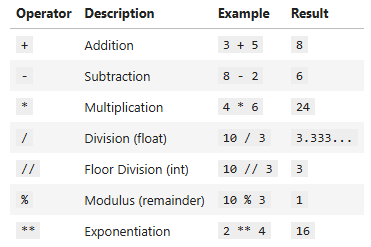 Operator Description Example Result
+ Addition 3 + 5 8
- Subtraction 8 - 2 6
* Multiplication 4 * 6 24
/ Division (float) 10 / 3 3.333...
// Floor Division (int) 10 // 3 3
% Modulus (remainder) 10 % 3 1
** Exponentiation 2 ** 4 16